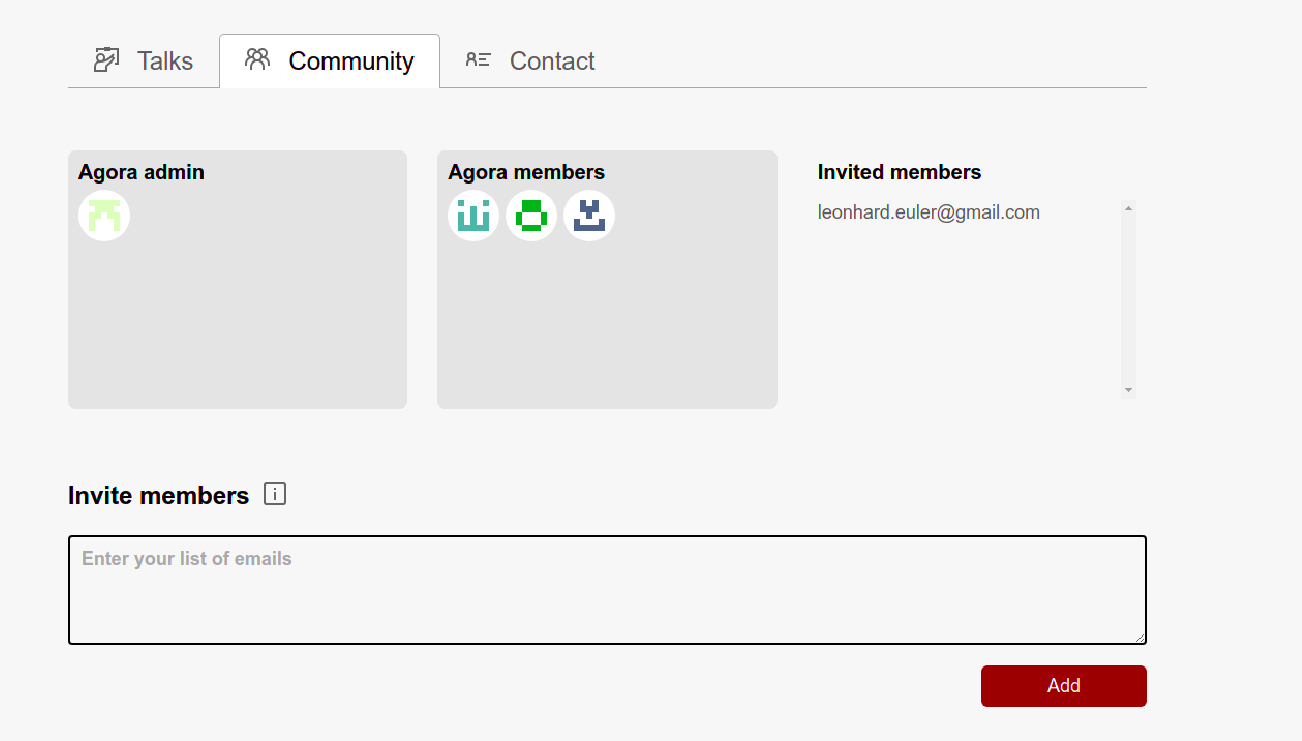 Talks
Community
Contact
Agora admin
Agora members
Invited members
leonhard.euler@gmail.com
Invite members
Enter your list of emails
Add